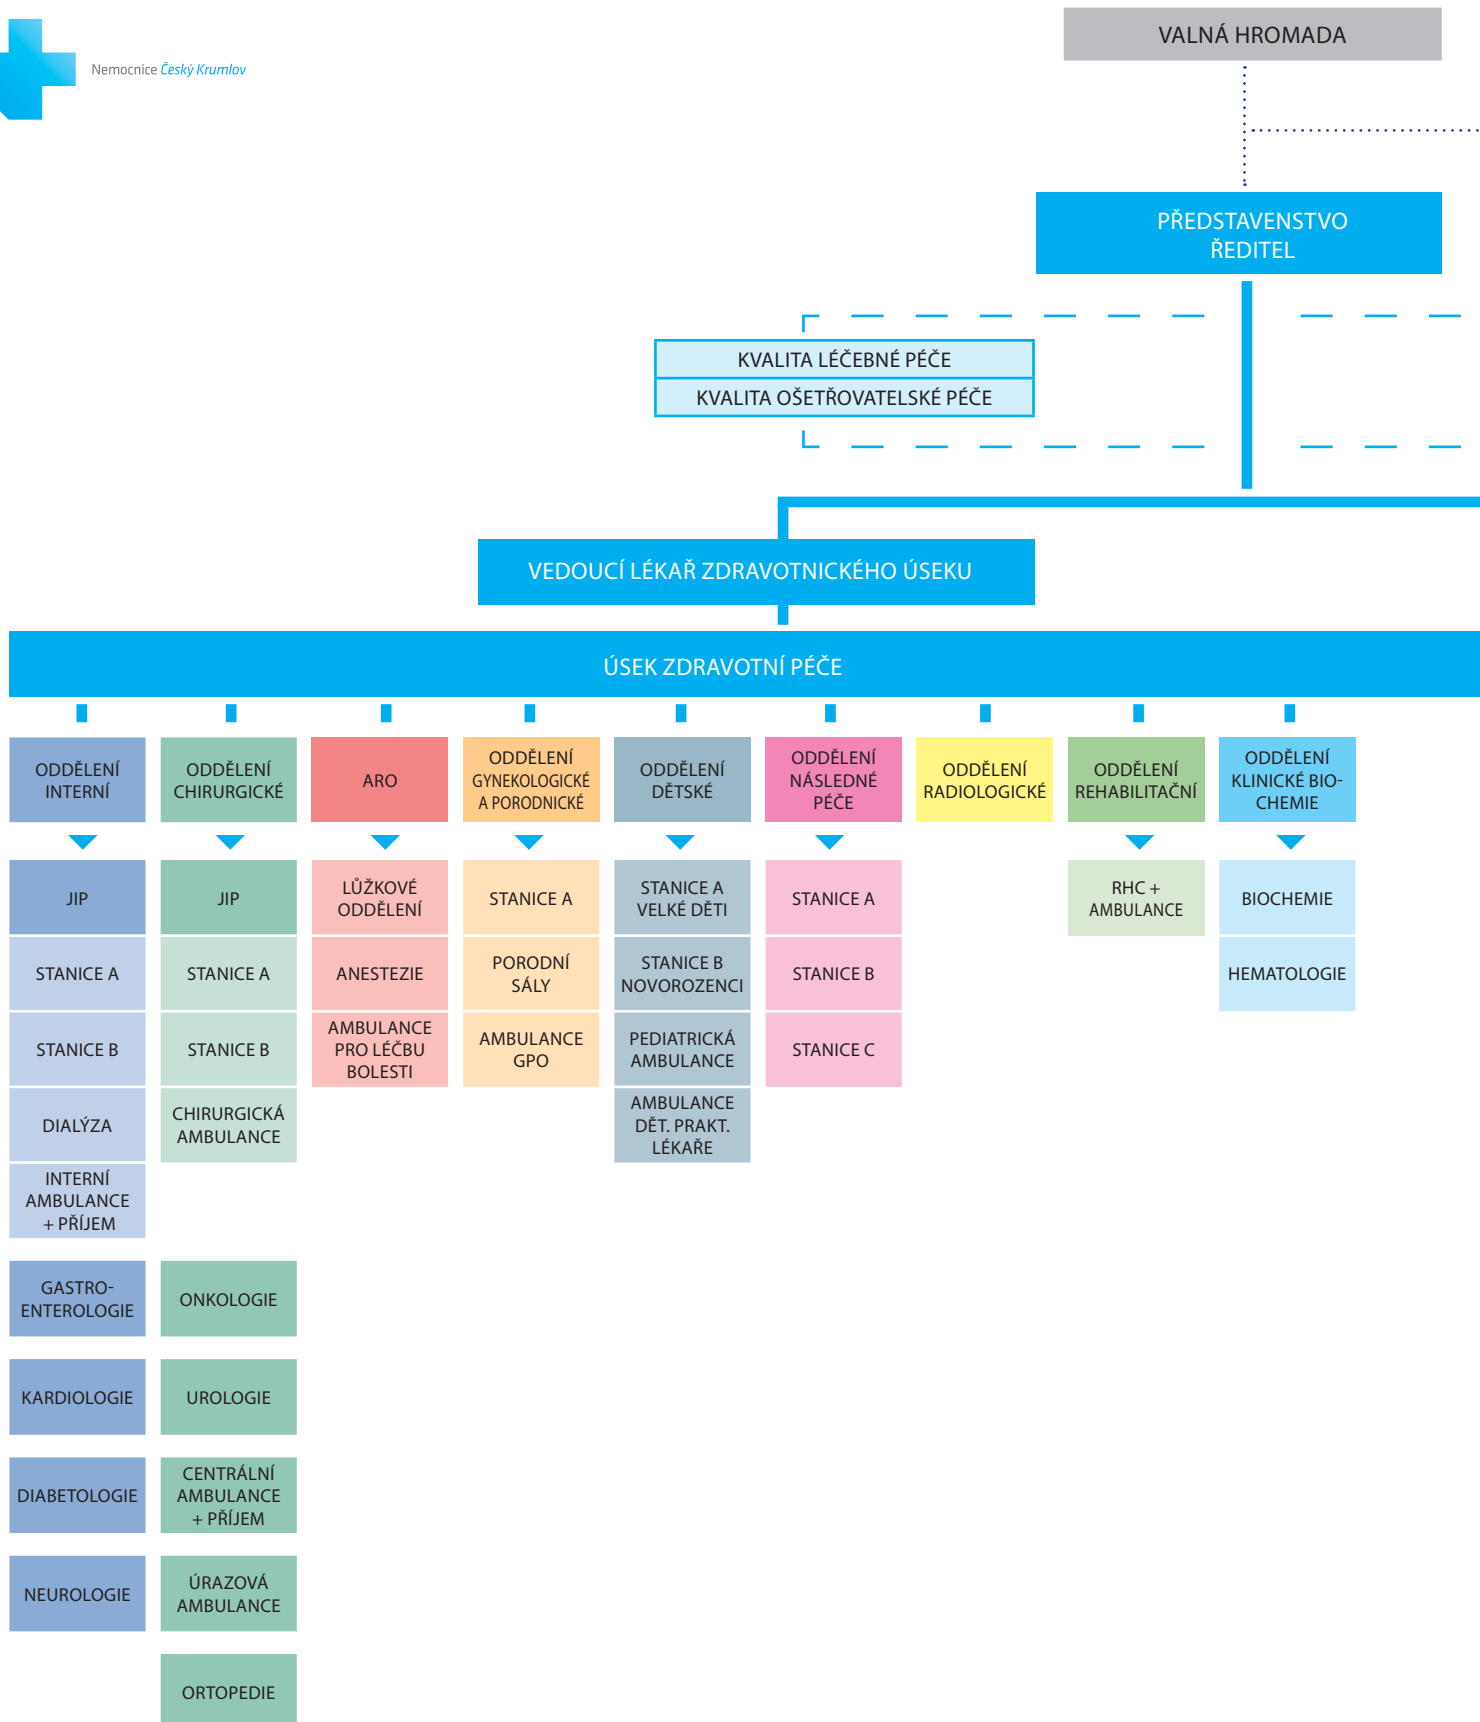 Nemocnice Český Krumlov
VALNÁ HROMADA
PŘEDSTAVENSTVO
ŘEDITEL
KVALITA LÉČEBNÉ PÉČE
KVALITA OŠETŘOVATELSKÉ PÉČE
VEDOUCÍ LÉKAŘ ZDRAVOTNICKÉHO ÚSEKU
ÚSEK ZDRAVOTNÍ PÉČE
ODDĚLENÍ
INTERNÍ
ODDĚLENÍ
CHIRURGICKÉ
ARO
ODDĚLENÍ
GYNEKOLOGICKÉ
A PORODNICKÉ
ODDĚLENÍ
DĚTSKÉ
ODDĚLENÍ
NÁSLEDNÉ
PÉČE
ODDĚLENÍ
RADIOLOGICKÉ
ODDĚLENÍ
REHABILITAČNÍ
ODDĚLENÍ
KLINICKÉ BIO-
CHEMIE
JIP
STANICE A
STANICE B
DIALÝZA
INTERNÍ
AMBULANCE
+ PŘÍJEM
GASTRO-
ENTEROLOGIE
KARDIOLOGIE
DIABETOLOGIE
NEUROLOGIE
JIP
STANICE A
STANICE B
CHIRURGICKÁ
AMBULANCE
ONKOLOGIE
UROLOGIE
CENTRÁLNÍ
AMBULANCE
+ PŘÍJEM
ÚRAZOVÁ
AMBULANCE
ORTOPEDIE
LŮŽKOVÉ
ODDĚLENÍ
ANESTEZIE
AMBULANCE
PRO LÉČBU
BOLESTI
STANICE A
PORODNÍ
SÁLY
AMBULANCE
GPO
STANICE A
VELKÉ DĚTI
STANICE B
NOVOROZENCI
PEDIATRICKÁ
AMBULANCE
AMBULANCE
DĚT. PRAKT.
LÉKAŘE
STANICE A
STANICE B
STANICE C
RHC +
AMBULANCE
BIOCHEMIE
HEMATOLOGIE